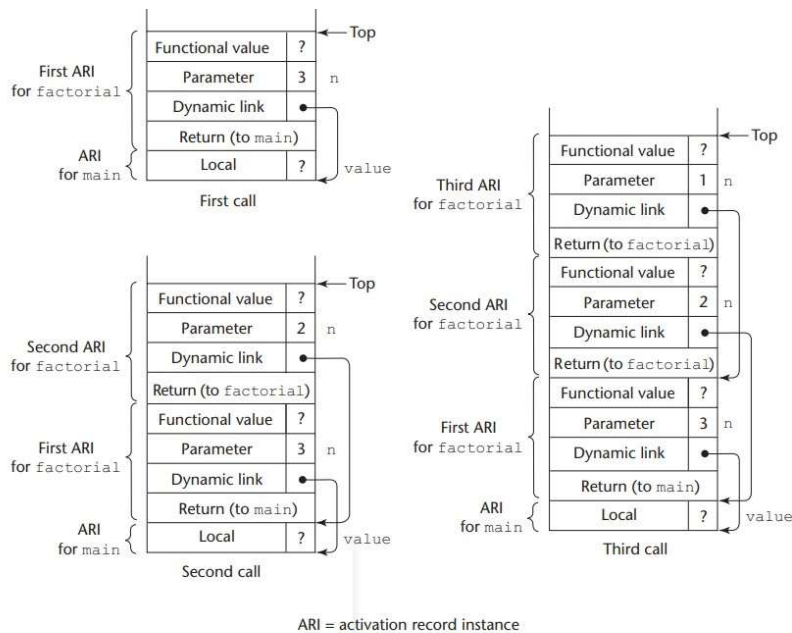 Top
Functional value ?
First ARI
for factorial
Parameter 3 n
Dynamic link
Return (to main)
ARI
for main
Local ? value
First call
Top
Functional value ?
Second ARI
for factorial
Parameter 2 n
Dynamic link
Return (to factorial)
Functional value ?
First ARI
for factorial
Parameter 3 n
Dynamic link
Return (to main)
ARI
for main
Local ? value
Second call
Top
Functional value ?
Third ARI
for factorial
Parameter 1 n
Dynamic link
Return (to factorial)
Functional value ?
Second ARI
for factorial
Parameter 2 n
Dynamic link
Return (to factorial)
Functional value ?
First ARI
for factorial
Parameter 3 n
Dynamic link
Return (to main)
ARI
for main
Local ? value
Third call
ARI = activation record instance